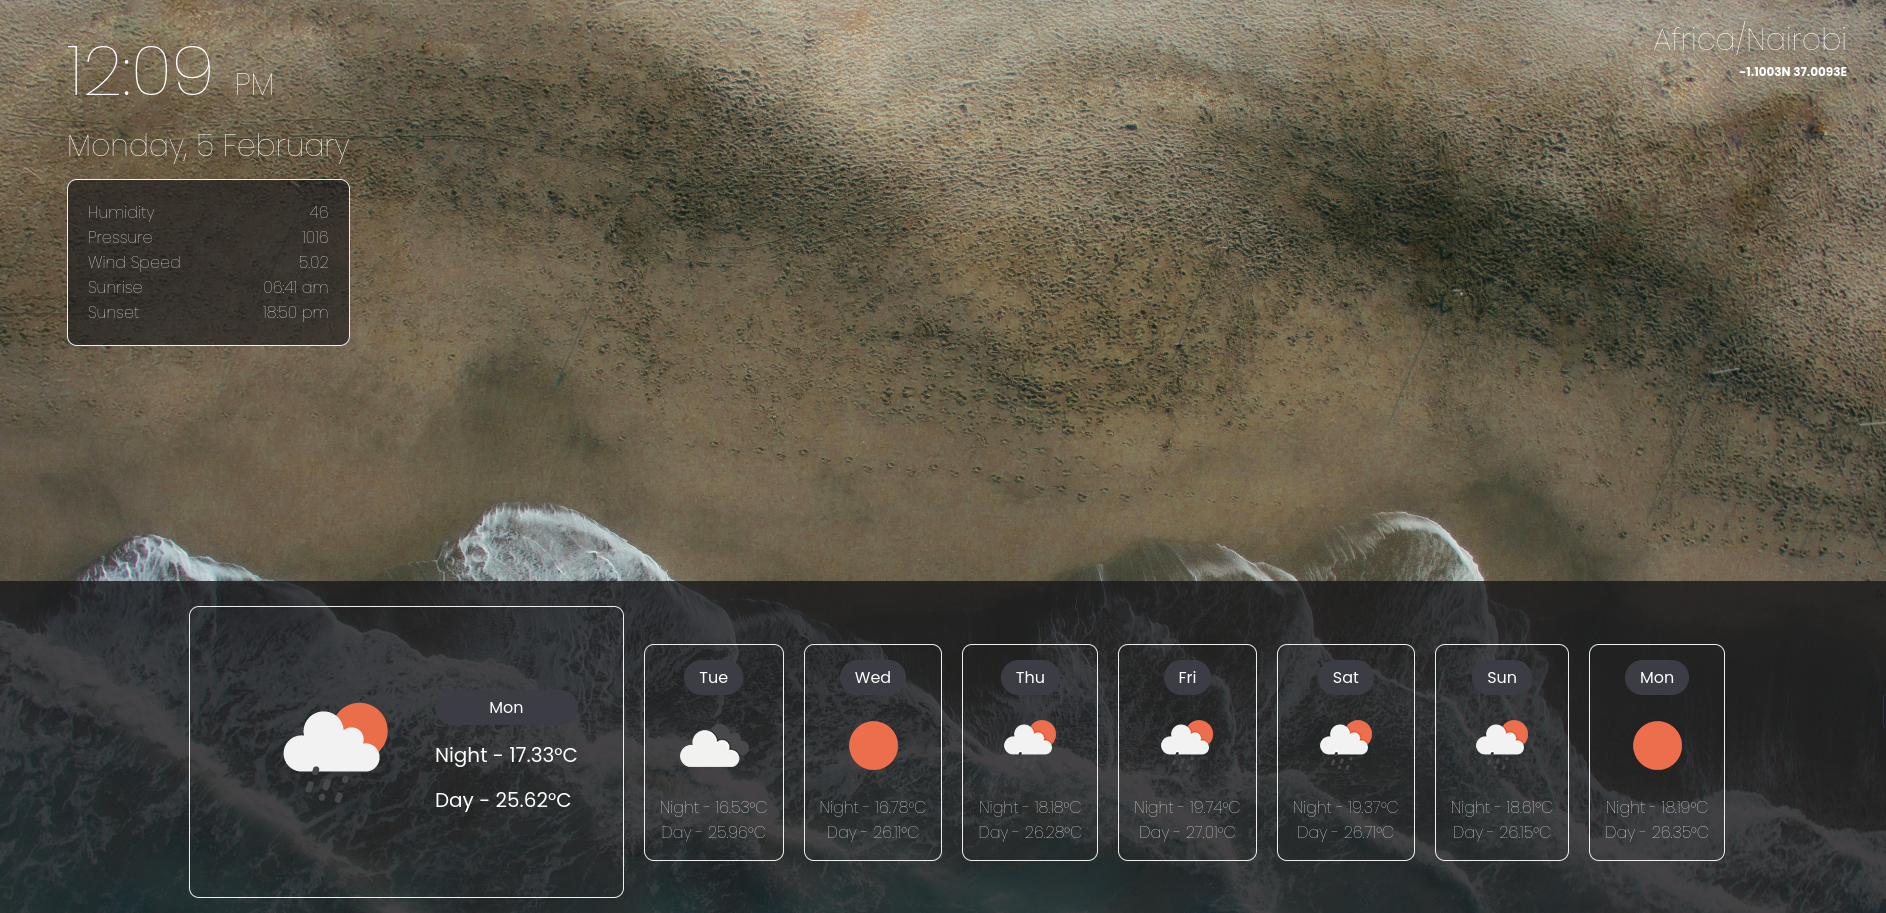 12:09 PM
Monday, 5 February
Humidity 46
Pressure 1016
Wind Speed 5.02
Sunrise 06:41 am
Sunset 18:50 pm
Africa/Nairobi
-1.1003N 37.0093E
Mon
Night - 17.33°C
Day - 25.62°C
Tue
Night - 16.53°C
Day - 25.96°C
Wed
Night - 16.78°C
Day - 26.11°C
Thu
Night - 18.18°C
Day - 26.28°C
Fri
Night - 19.74°C
Day - 27.01°C
Sat
Night - 19.37°C
Day - 26.71°C
Sun
Night - 18.61°C
Day - 26.15°C
Mon
Night - 18.19°C
Day - 26.35°C